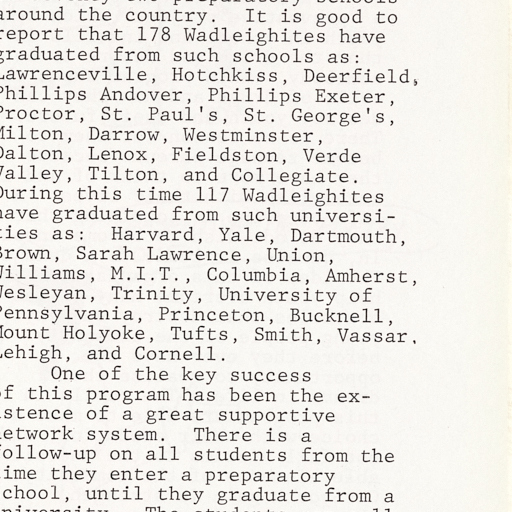 around the country.  It is good to
report that 178 Wadleighites have
graduated from such schools as:
Lawrenceville, Hotchkiss, Deerfield,
Phillips Andover, Phillips Exeter,
Proctor, St. Paul's, St. George's,
Milton, Darrow, Westminster,
Dalton, Lenox, Fieldston, Verde
Valley, Tilton, and Collegiate.
During this time 117 Wadleighites
have graduated from such universi-
ties as:  Harvard, Yale, Dartmouth,
Brown, Sarah Lawrence, Union,
Williams, M.I.T., Columbia, Amherst,
Wesleyan, Trinity, University of
Pennsylvania, Princeton, Bucknell,
Mount Holyoke, Tufts, Smith, Vassar,
Lehigh, and Cornell.
One of the key success
of this program has been the ex-
istence of a great supportive
network system.  There is a
follow-up on all students from the
time they enter a preparatory
school, until they graduate from a